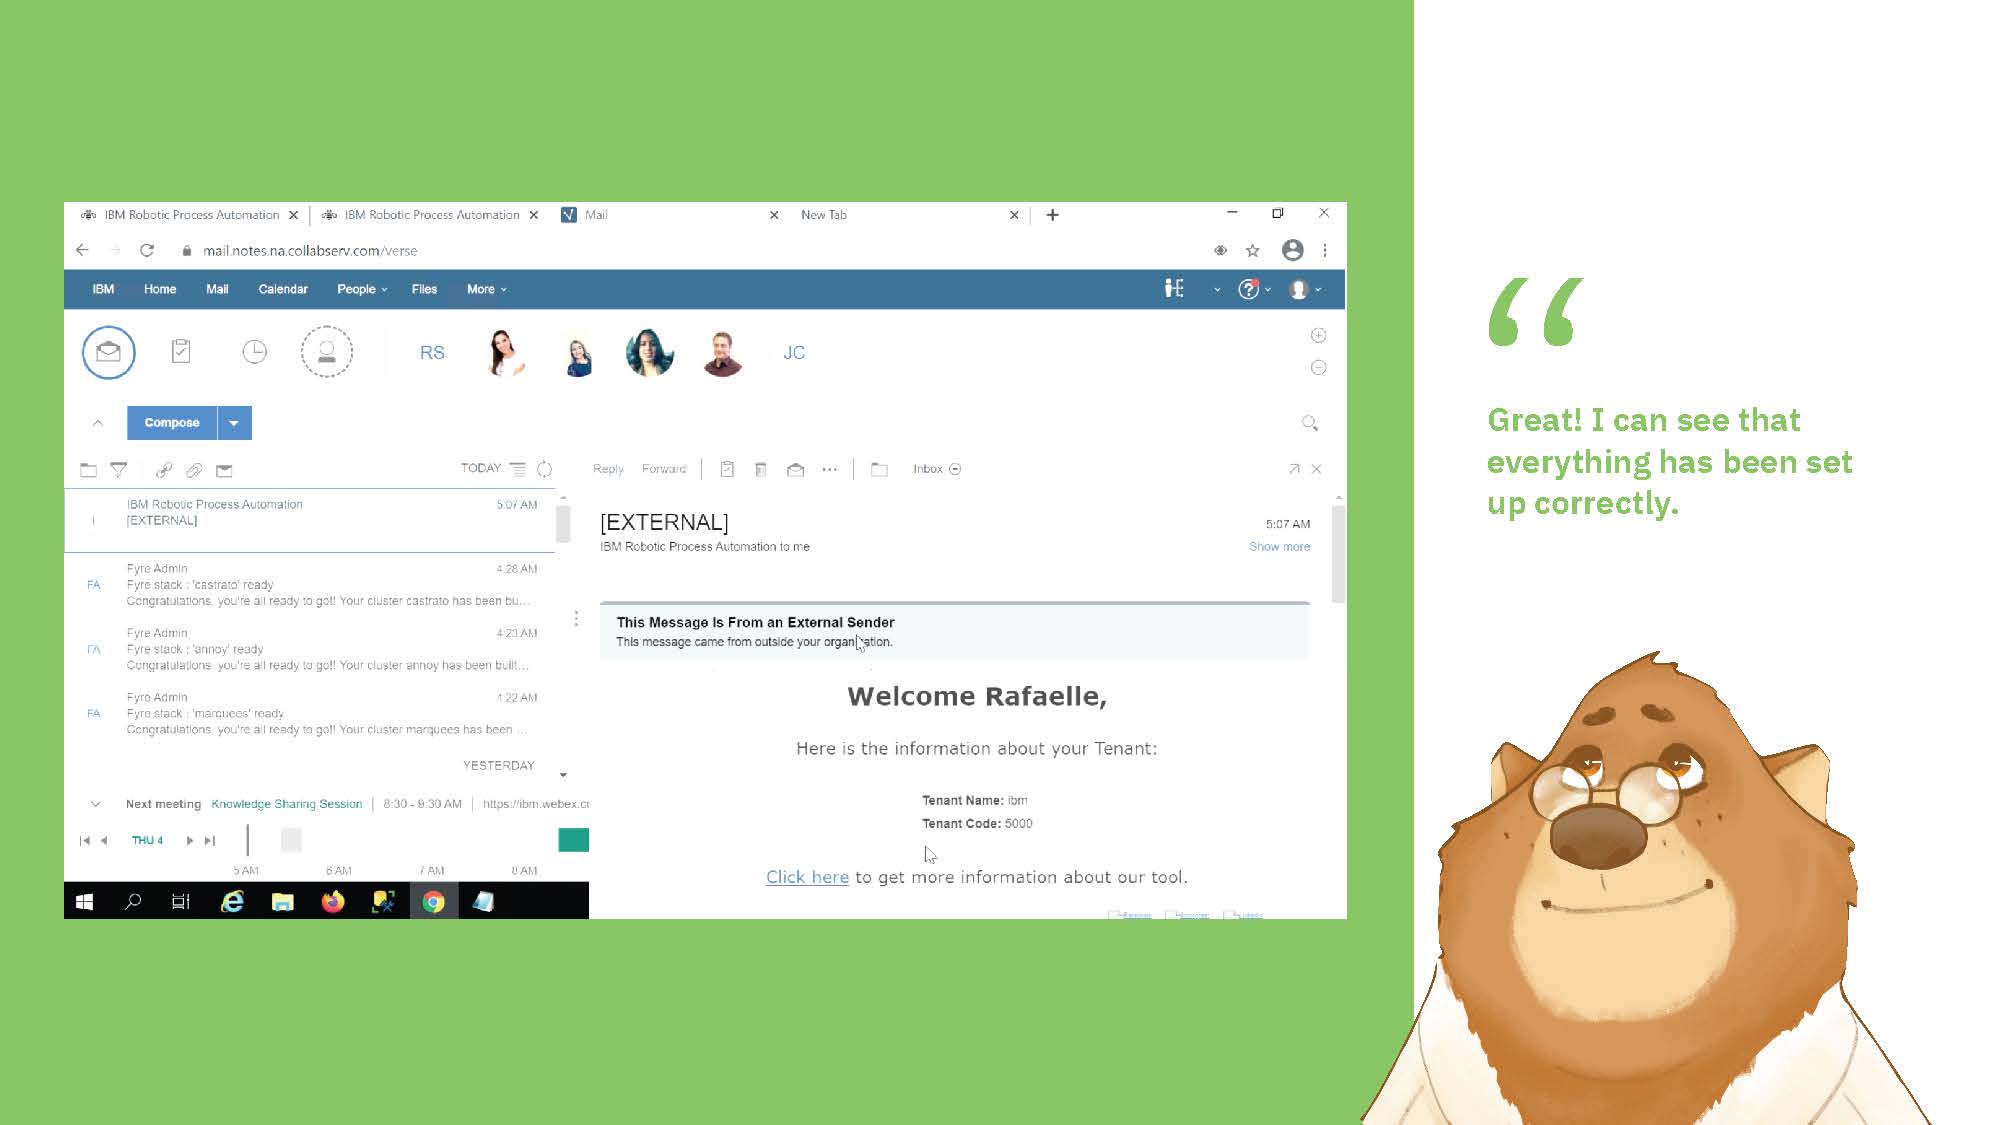 IBM Robotic Process Automation
IBM Robotic Process Automation
Mail
New Tab
mail.notes.na.collabserv.com/verse
IBM Home Mail Calendar People Files More
RS
JC
Compose
TODAY
IBM Robotic Process Automation 5:07 AM
[EXTERNAL]
I
Fyre Admin 4:28 AM
FA Fyre stack : 'castrato' ready
Congratulations, you're all ready to go!! Your cluster castrato has been bu...
Fyre Admin 4:23 AM
FA Fyre stack : 'annoy' ready
Congratulations, you're all ready to go!! Your cluster annoy has been built...
Fyre Admin 4:22 AM
FA Fyre stack : 'marquees' ready
Congratulations, you're all ready to go!! Your cluster marquees has been ...
YESTERDAY
Next meeting Knowledge Sharing Session | 8:30 - 9:30 AM | https://ibm.webex.cc
THU 4
5 AM 6 AM 7 AM 8 AM
Reply Forward Inbox
[EXTERNAL] 5:07 AM
IBM Robotic Process Automation to me Show more
This Message Is From an External Sender
This message came from outside your organization.
Welcome Rafaelle,
Here is the information about your Tenant:
Tenant Name: ibm
Tenant Code: 5000
Click here to get more information about our tool.
Facebook Instagram LinkedIn
“
Great! I can see that
everything has been set
up correctly.